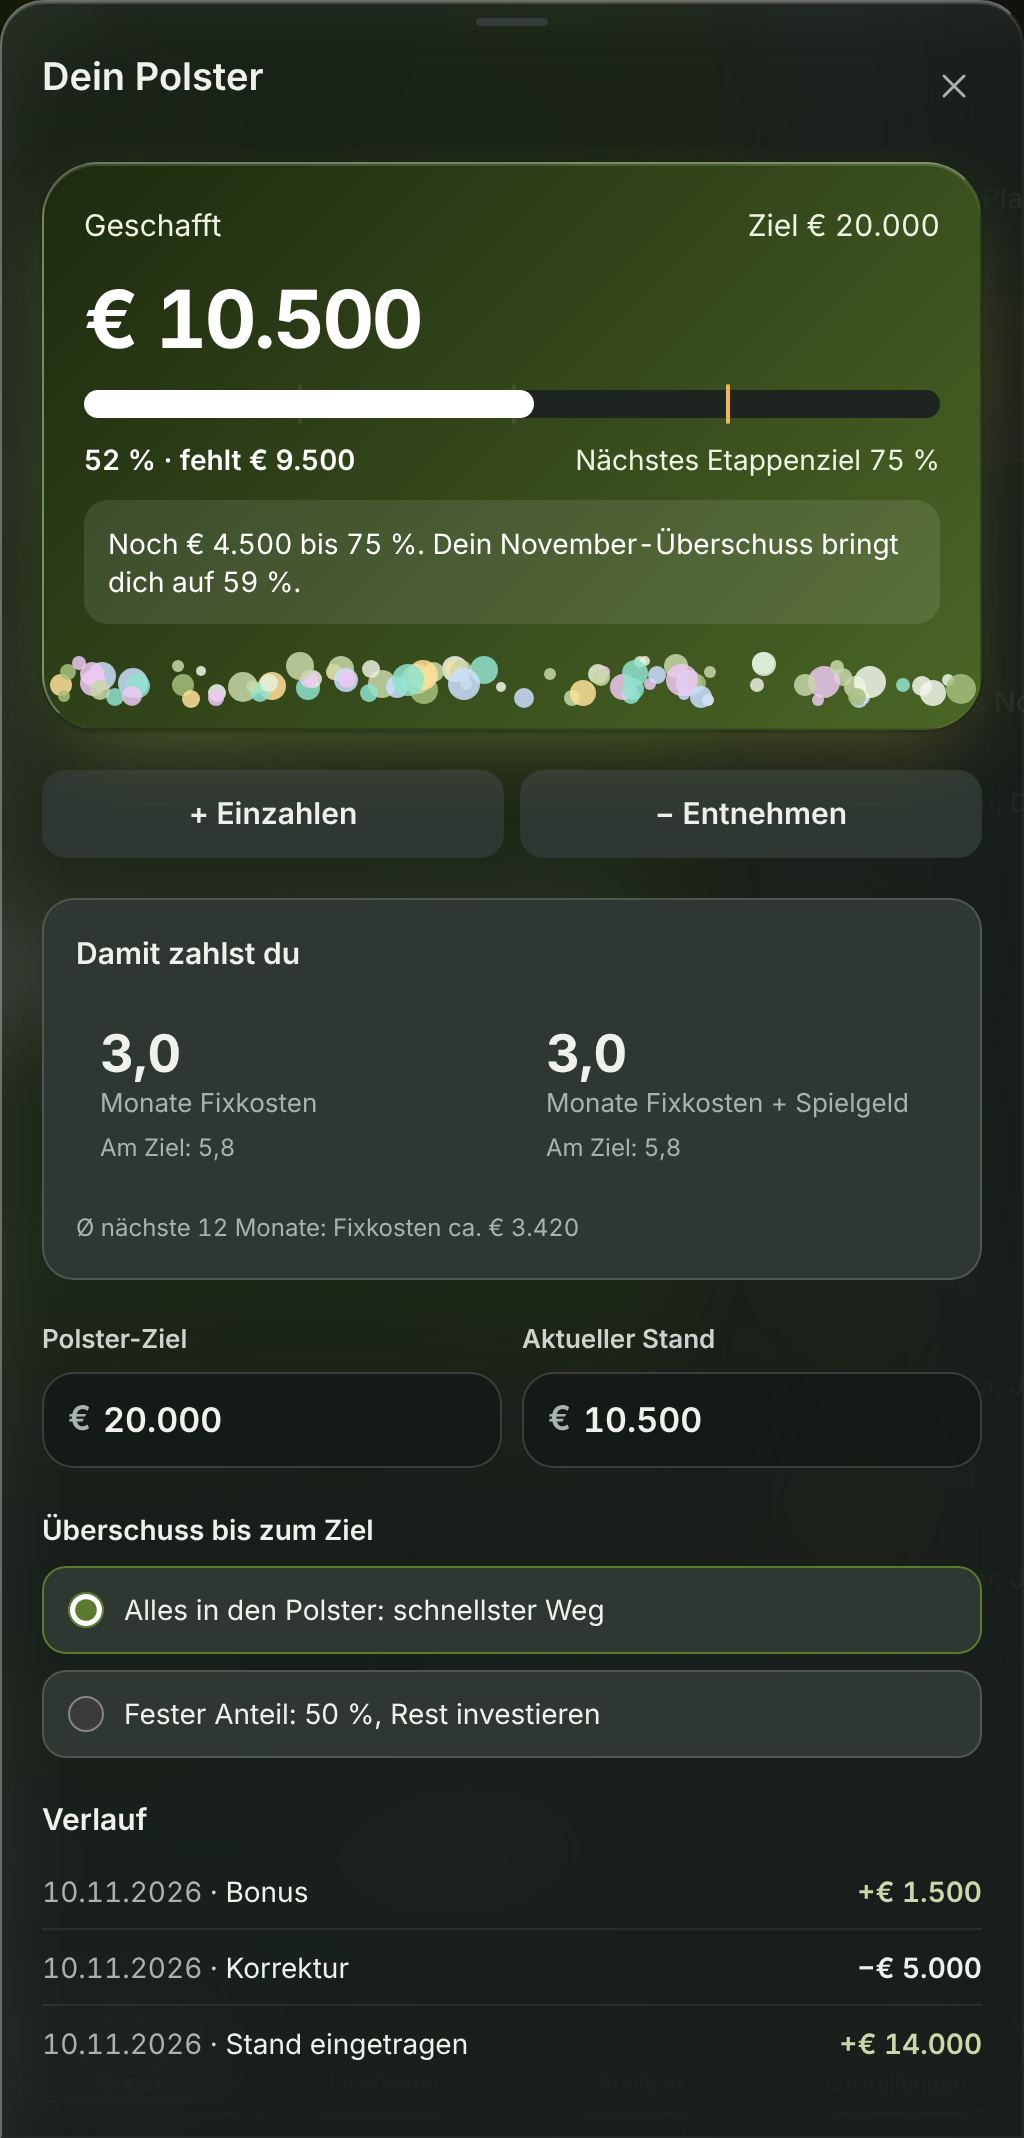 Dein Polster
Geschafft
Ziel € 20.000
€ 10.500
52 % · fehlt € 9.500
Nächstes Etappenziel 75 %
Noch € 4.500 bis 75 %. Dein November-Überschuss bringt
dich auf 59 %.
+ Einzahlen
− Entnehmen
Damit zahlst du
3,0
Monate Fixkosten
Am Ziel: 5,8
3,0
Monate Fixkosten + Spielgeld
Am Ziel: 5,8
Ø nächste 12 Monate: Fixkosten ca. € 3.420
Polster-Ziel
€ 20.000
Aktueller Stand
€ 10.500
Überschuss bis zum Ziel
Alles in den Polster: schnellster Weg
Fester Anteil: 50 %, Rest investieren
Verlauf
10.11.2026 · Bonus
+€ 1.500
10.11.2026 · Korrektur
−€ 5.000
10.11.2026 · Stand eingetragen
+€ 14.000
Monat
Positionen
Analyse
Einstellungen